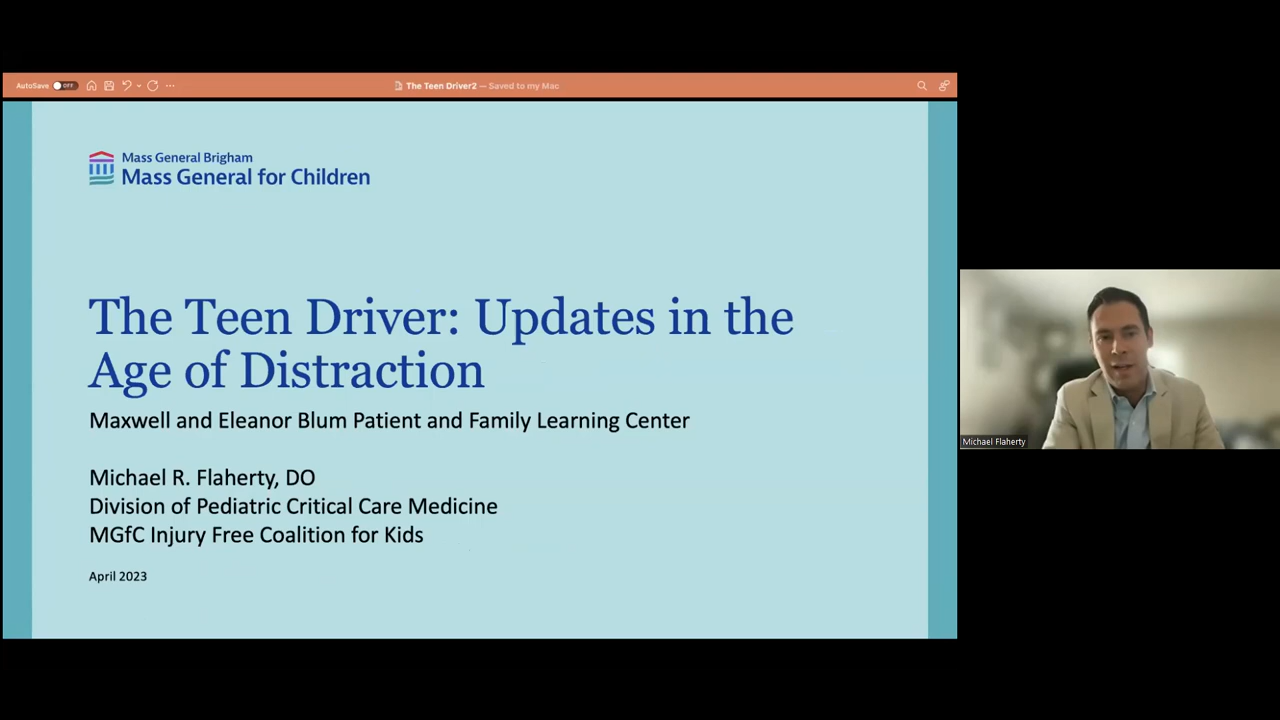 AutoSave OFF
The Teen Driver2 — Saved to my Mac
Mass General Brigham
Mass General for Children
The Teen Driver: Updates in the
Age of Distraction
Maxwell and Eleanor Blum Patient and Family Learning Center
Michael R. Flaherty, DO
Division of Pediatric Critical Care Medicine
MGfC Injury Free Coalition for Kids
April 2023
Michael Flaherty